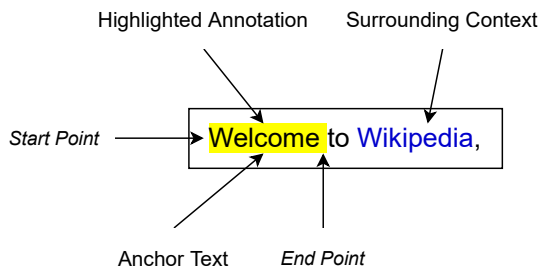 Highlighted Annotation
Surrounding Context
Start Point
Welcome to Wikipedia,
Anchor Text
End Point